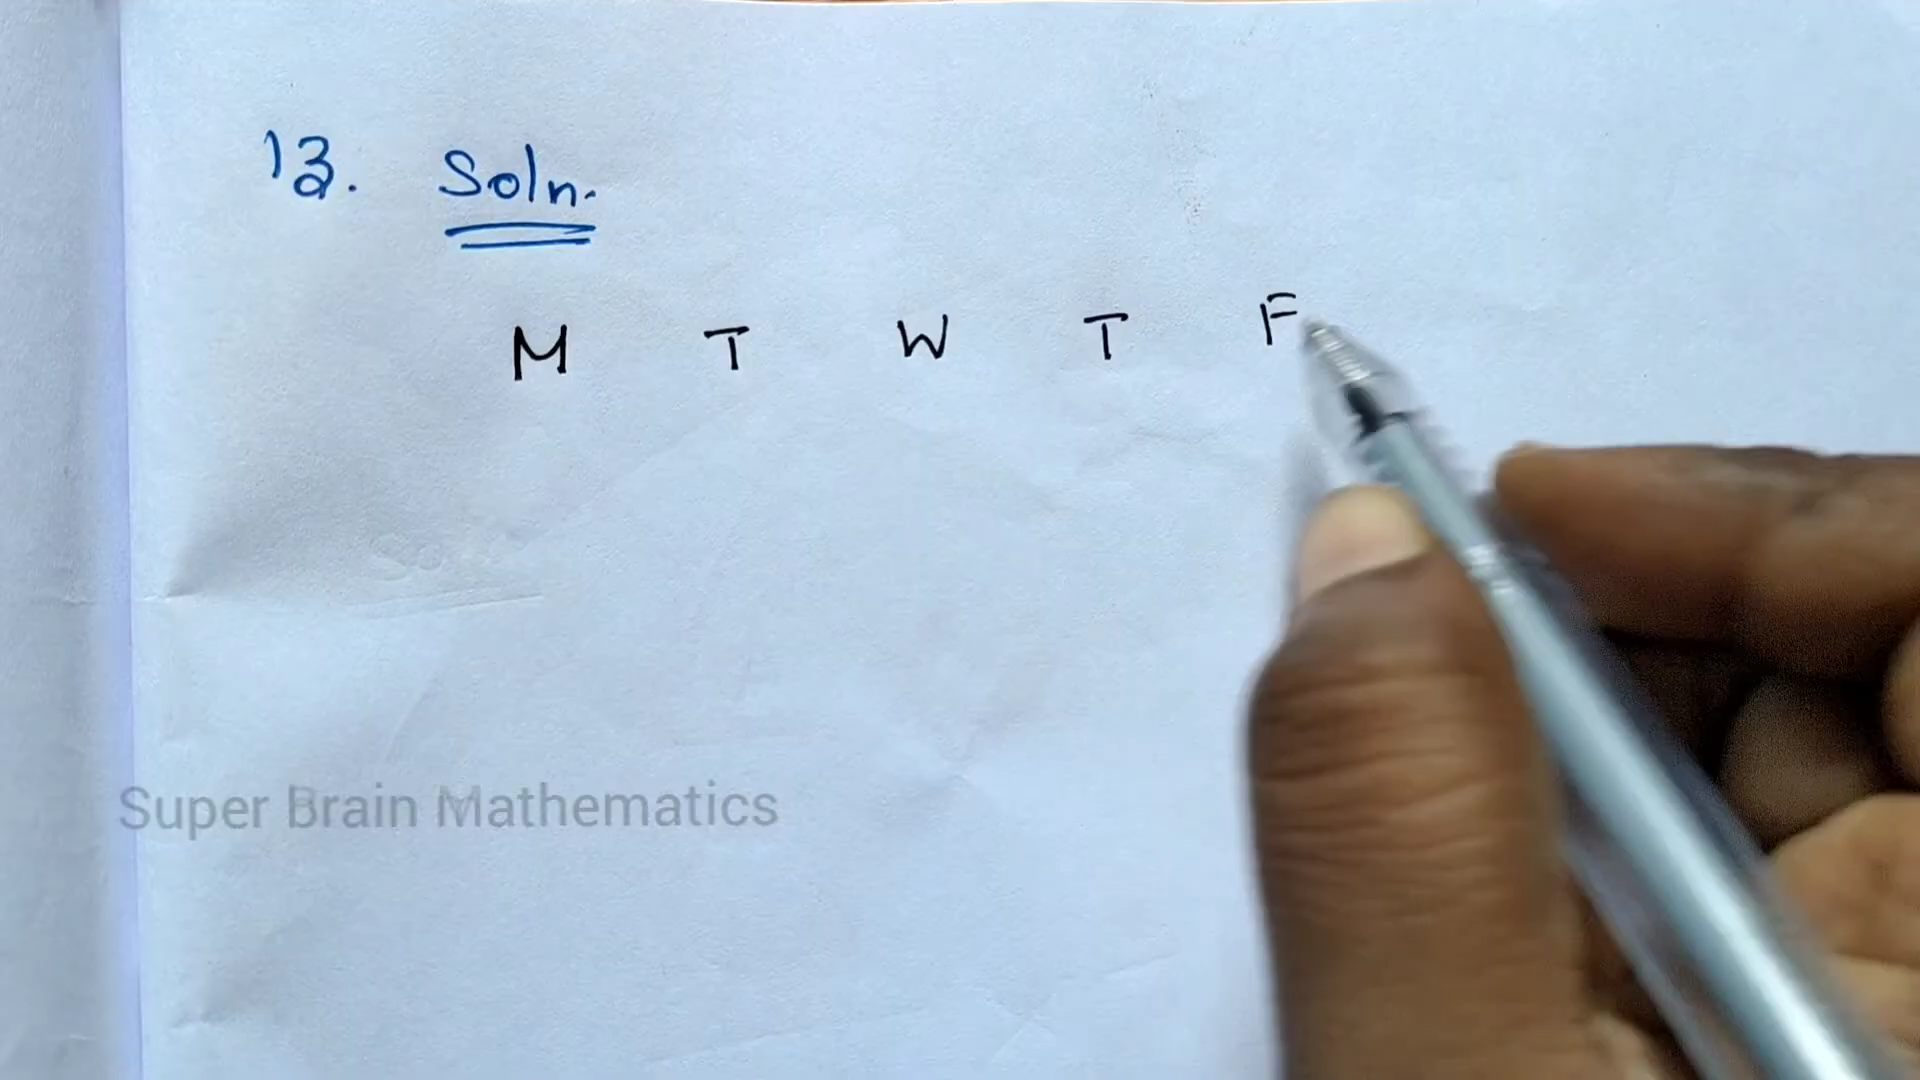 13. Soln.
M T W T F
Super Brain Mathematics